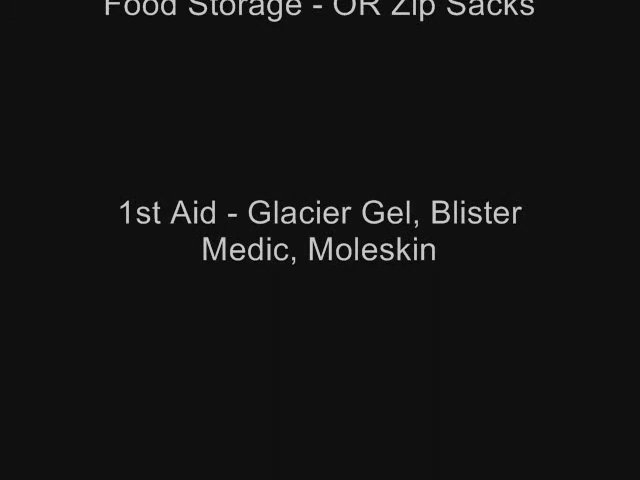 Food Storage - OR Zip Sacks
1st Aid - Glacier Gel, Blister
Medic, Moleskin